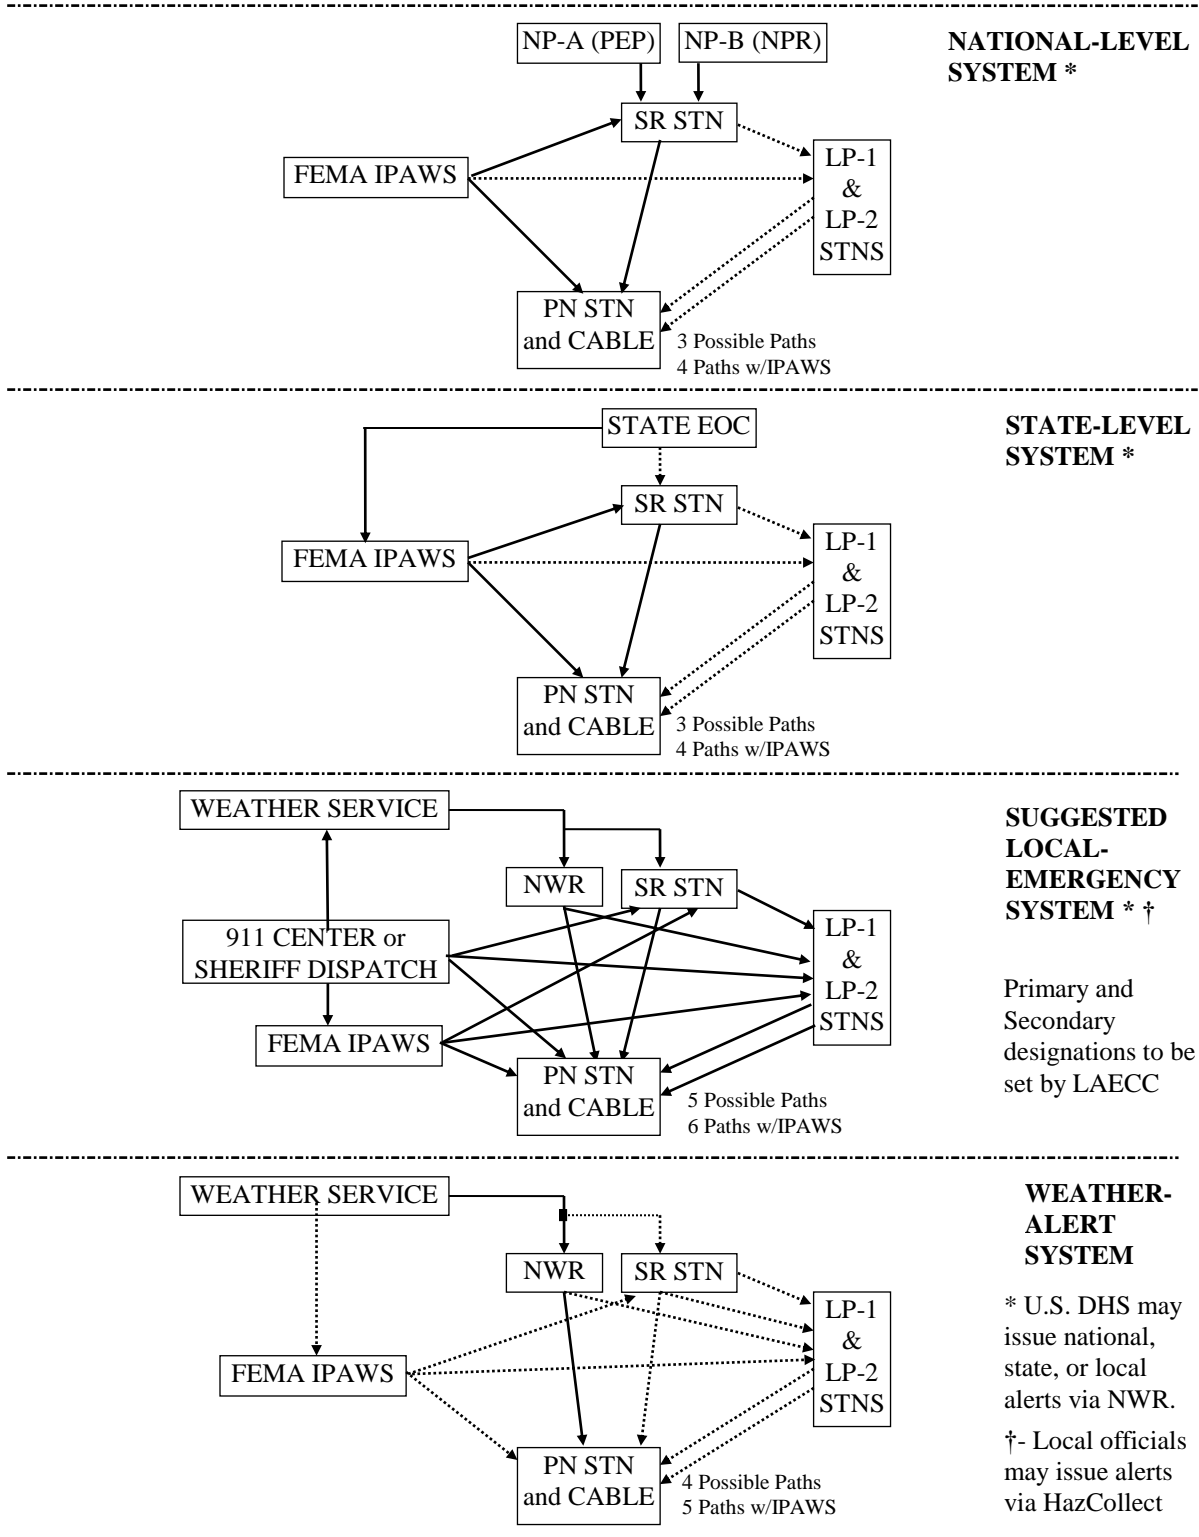 NP-A (PEP)
NP-B (NPR)
NATIONAL-LEVEL
SYSTEM *
SR STN
FEMA IPAWS
LP-1
&
LP-2
STNS
PN STN
and CABLE
3 Possible Paths
4 Paths w/IPAWS
STATE EOC
STATE-LEVEL
SYSTEM *
SR STN
FEMA IPAWS
LP-1
&
LP-2
STNS
PN STN
and CABLE
3 Possible Paths
4 Paths w/IPAWS
WEATHER SERVICE
SUGGESTED
LOCAL-
EMERGENCY
SYSTEM * †
NWR
SR STN
911 CENTER or
SHERIFF DISPATCH
LP-1
&
LP-2
STNS
FEMA IPAWS
Primary and
Secondary
designations to be
set by LAECC
PN STN
and CABLE
5 Possible Paths
6 Paths w/IPAWS
WEATHER SERVICE
WEATHER-
ALERT
SYSTEM
NWR
SR STN
FEMA IPAWS
LP-1
&
LP-2
STNS
* U.S. DHS may
issue national,
state, or local
alerts via NWR.
†- Local officials
may issue alerts
via HazCollect
PN STN
and CABLE
4 Possible Paths
5 Paths w/IPAWS